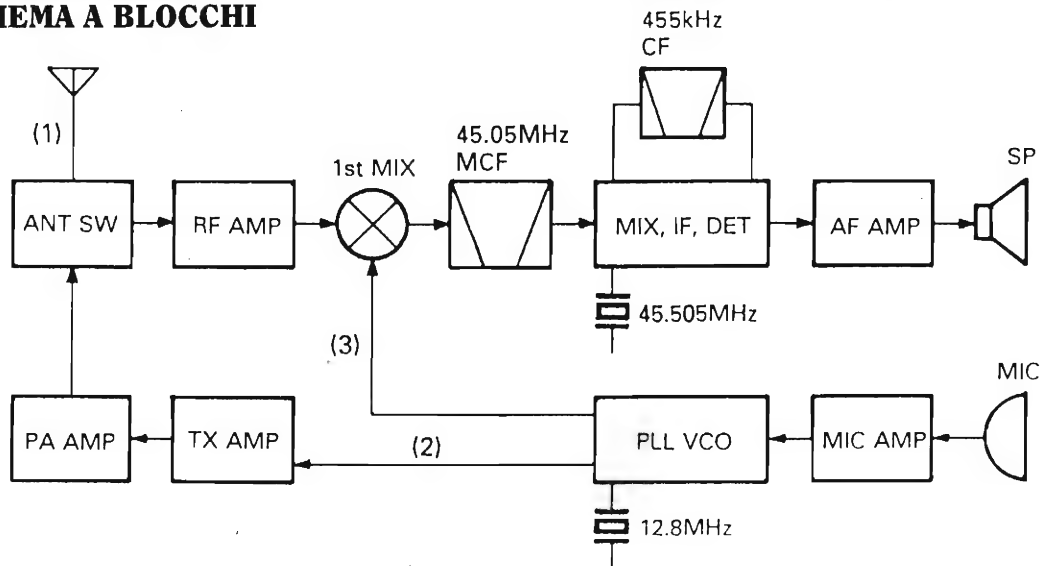 HEMA A BLOCCHI
455kHz
CF
(1)
45.05MHz
MCF
1st MIX
SP
ANT SW
RF AMP
MIX, IF, DET
AF AMP
45.505MHz
(3)
MIC
PA AMP
TX AMP
(2)
PLL VCO
MIC AMP
12.8MHz